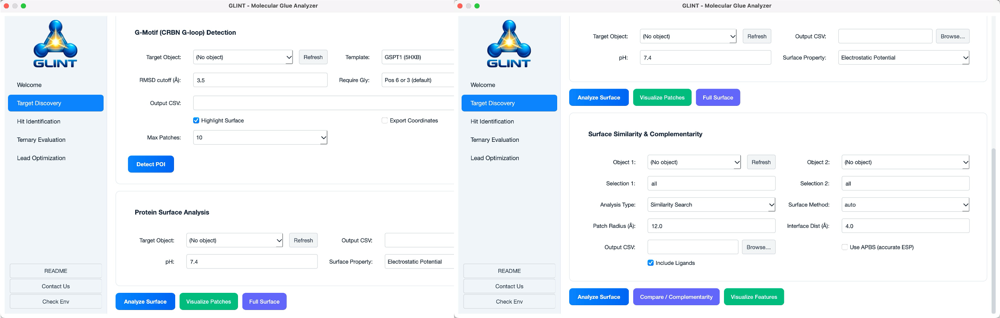 GLINT - Molecular Glue Analyzer
GLINT
Welcome
Target Discovery
Hit Identification
Ternary Evaluation
Lead Optimization
README
Contact Us
Check Env
G-Motif (CRBN G-loop) Detection
Target Object: (No object) Refresh Template: GSPT1 (5HXB)
RMSD cutoff (Å): 3.5 Require Gly: Pos 6 or 3 (default)
Output CSV:
Highlight Surface Export Coordinates
Max Patches: 10
Detect POI
Protein Surface Analysis
Target Object: (No object) Refresh Output CSV:
pH: 7.4 Surface Property: Electrostatic Potential
Analyze Surface Visualize Patches Full Surface
GLINT - Molecular Glue Analyzer
GLINT
Welcome
Target Discovery
Hit Identification
Ternary Evaluation
Lead Optimization
README
Contact Us
Check Env
Target Object: (No object) Refresh Output CSV: Browse...
pH: 7.4 Surface Property: Electrostatic Potential
Analyze Surface Visualize Patches Full Surface
Surface Similarity & Complementarity
Object 1: (No object) Refresh Object 2: (No object)
Selection 1: all Selection 2: all
Analysis Type: Similarity Search Surface Method: auto
Patch Radius (Å): 12.0 Interface Dist (Å): 4.0
Output CSV: Browse... Use APBS (accurate ESP)
Include Ligands
Analyze Surface Compare / Complementarity Visualize Features